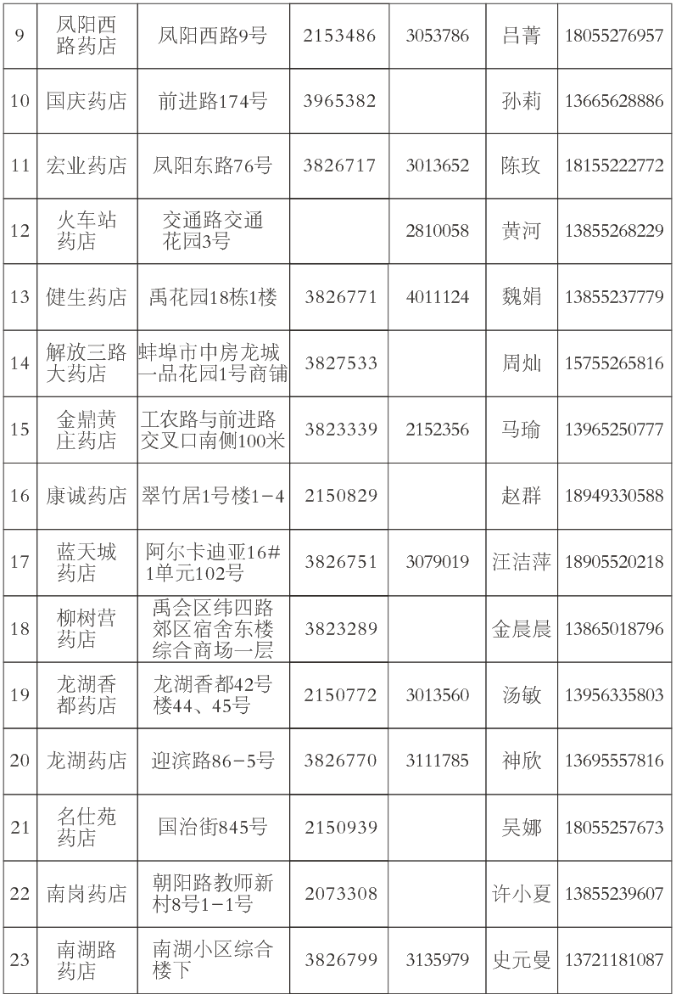 9 凤阳西路药店 凤阳西路9号 2153486 3053786 吕菁 18055276957
10 国庆药店 前进路174号 3965382 孙莉 13665628886
11 宏业药店 凤阳东路76号 3826717 3013652 陈玫 18155222772
12 火车站药店 交通路交通花园3号 2810058 黄河 13855268229
13 健生药店 禹花园18栋1楼 3826771 4011124 魏娟 13855237779
14 解放三路大药店 蚌埠市中房龙城一品花园1号商铺 3827533 周灿 15755265816
15 金鼎黄庄药店 工农路与前进路交叉口南侧100米 3823339 2152356 马瑜 13965250777
16 康诚药店 翠竹居1号楼1-4 2150829 赵群 18949330588
17 蓝天城药店 阿尔卡迪亚16#1单元102号 3826751 3079019 汪洁萍 18905520218
18 柳树营药店 禹会区纬四路郊区宿舍东楼综合商场一层 3823289 金晨晨 13865018796
19 龙湖香都药店 龙湖香都42号楼44、45号 2150772 3013560 汤敏 13956335803
20 龙湖药店 迎滨路86-5号 3826770 3111785 神欣 13695557816
21 名仕苑药店 国治街845号 2150939 吴娜 18055257673
22 南岗药店 朝阳路教师新村8号1-1号 2073308 许小夏 13855239607
23 南湖路药店 南湖小区综合楼下 3826799 3135979 史元曼 13721181087